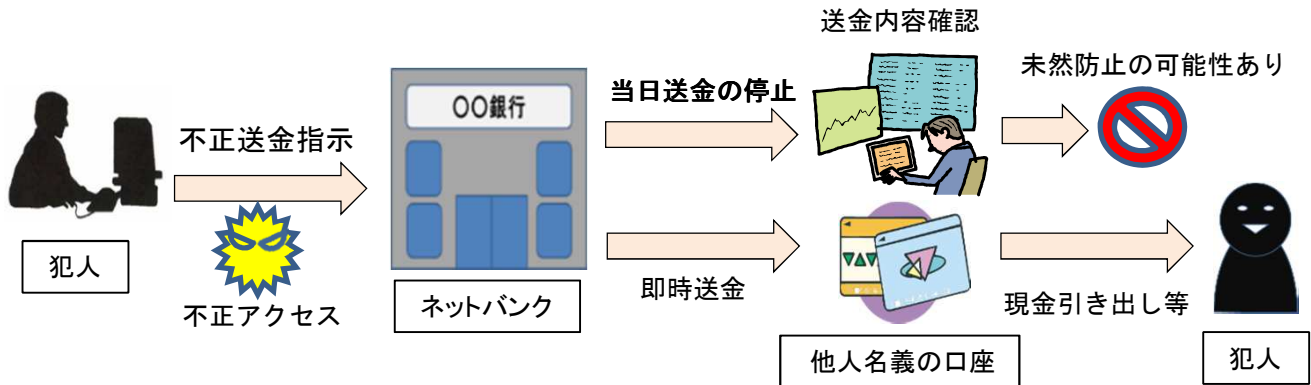 送金内容確認
未然防止の可能性あり
当日送金の停止
〇〇銀行
不正送金指示
犯人
不正アクセス
ネットバンク
即時送金
他人名義の口座
現金引き出し等
犯人